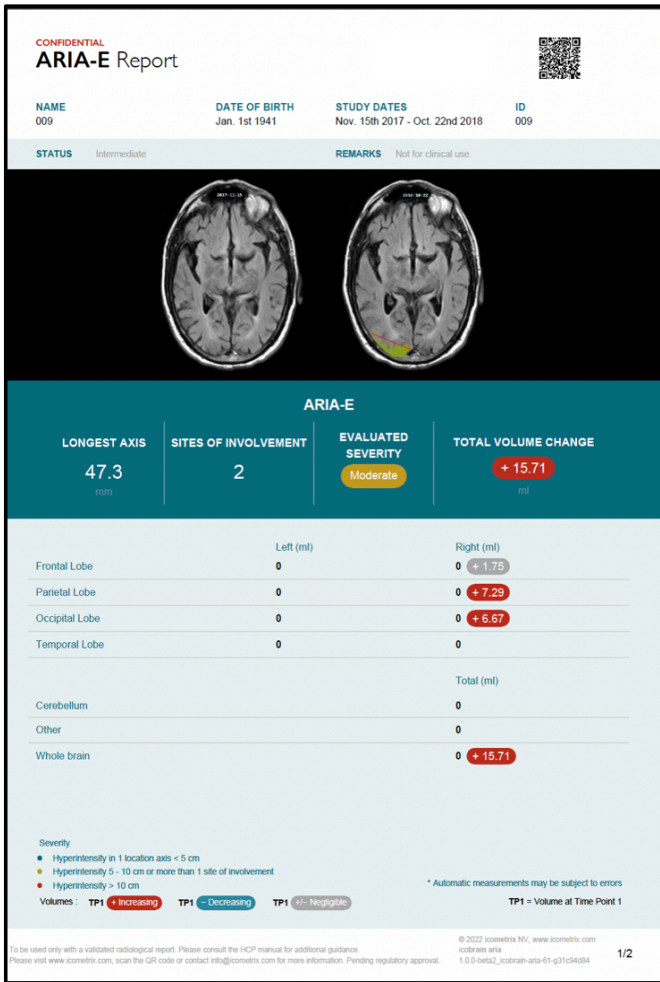 CONFIDENTIAL
ARIA-E Report
NAME DATE OF BIRTH STUDY DATES ID
009 Jan. 1st 1941 Nov. 15th 2017 - Oct. 22nd 2018 009
STATUS Intermediate REMARKS Not for clinical use.
2017-11-15 2018-10-22
ARIA-E
LONGEST AXIS SITES OF INVOLVEMENT EVALUATED SEVERITY TOTAL VOLUME CHANGE
47.3 2 Moderate + 15.71
mm ml
Left (ml) Right (ml)
Frontal Lobe 0 0 + 1.75
Parietal Lobe 0 0 + 7.29
Occipital Lobe 0 0 + 6.67
Temporal Lobe 0 0
Total (ml)
Cerebellum 0
Other 0
Whole brain 0 + 15.71
Severity
Hyperintensity in 1 location axis < 5 cm
Hyperintensity 5 - 10 cm or more than 1 site of involvement
Hyperintensity > 10 cm
* Automatic measurements may be subject to errors
Volumes : TP1 + Increasing TP1 − Decreasing TP1 +/− Negligible TP1 = Volume at Time Point 1
© 2022 icometrix NV, www.icometrix.com
To be used only with a validated radiological report. Please consult the HCP manual for additional guidance. icobrain aria
Please visit www.icometrix.com, scan the QR code or contact info@icometrix.com for more information. Pending regulatory approval. 1.0.0-beta2_icobrain-aria-61-g31c94d94
1/2